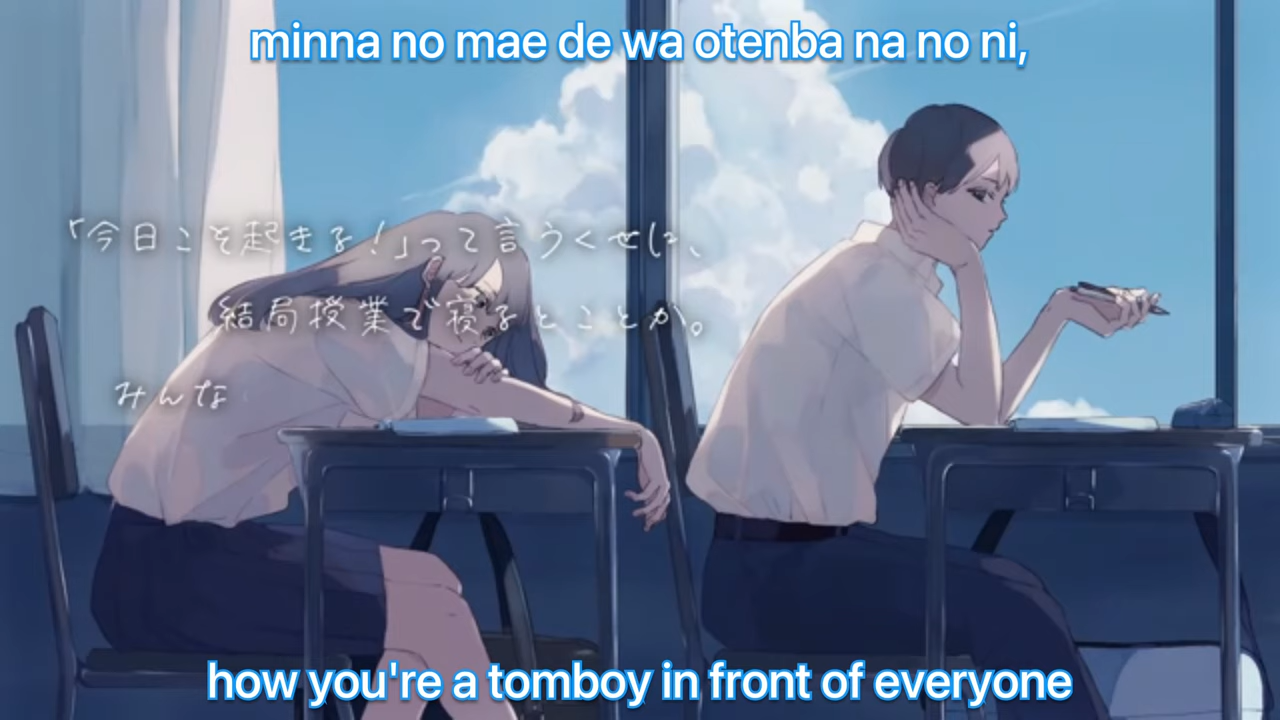 minna no mae de wa otenba na no ni,
「今日こそ起きる!」って言うくせに、
結局授業で寝るとことか。
みんな
how you're a tomboy in front of everyone